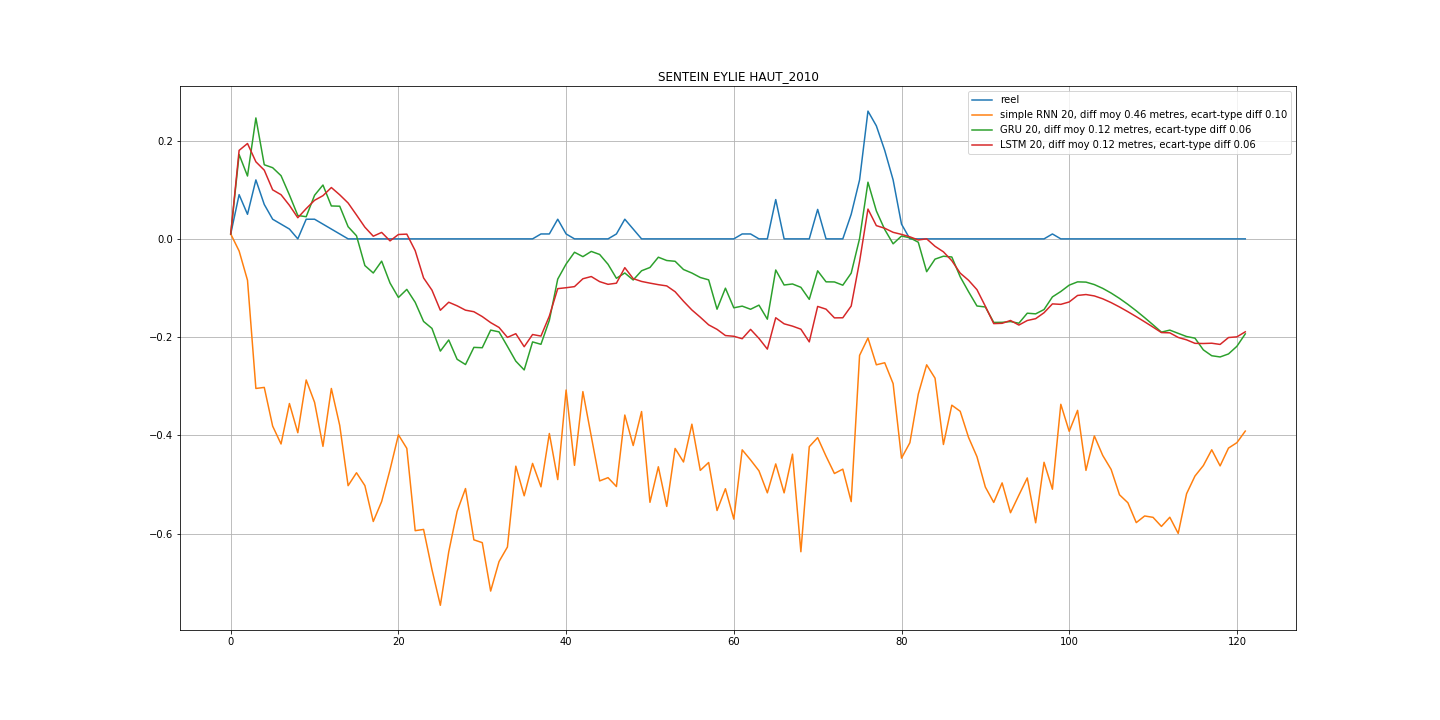 SENTEIN EYLIE HAUT_2010
reel
simple RNN 20, diff moy 0.46 metres, ecart-type diff 0.10
GRU 20, diff moy 0.12 metres, ecart-type diff 0.06
LSTM 20, diff moy 0.12 metres, ecart-type diff 0.06
0.2
0.0
−0.2
−0.4
−0.6
0 20 40 60 80 100 120